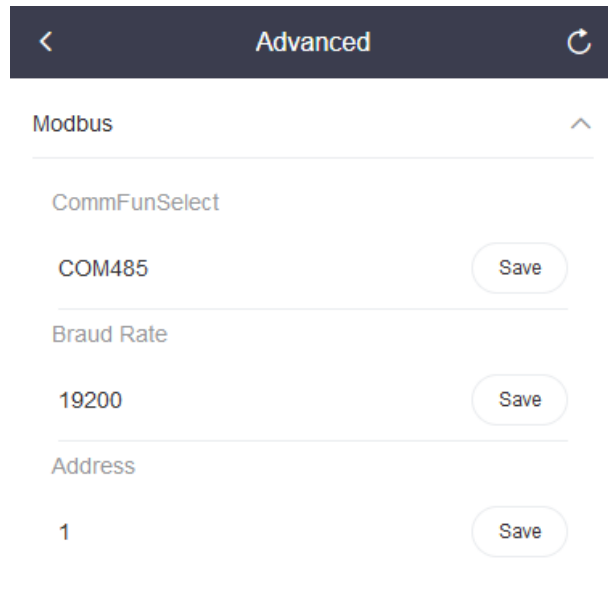 Advanced
Modbus
CommFunSelect
COM485 Save
Braud Rate
19200 Save
Address
1 Save